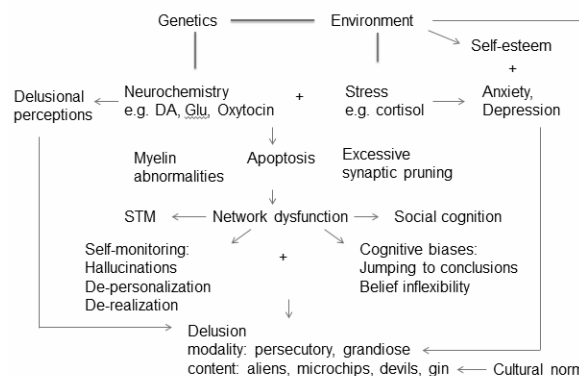 Genetics
Environment
Self-esteem
+
Delusional
perceptions
Neurochemistry
e.g. DA, Glu, Oxytocin
+
Stress
e.g. cortisol
Anxiety,
Depression
Myelin
abnormalities
Apoptosis
Excessive
synaptic pruning
STM
Network dysfunction
Social cognition
Self-monitoring:
Hallucinations
De-personalization
De-realization
+
Cognitive biases:
Jumping to conclusions
Belief inflexibility
Delusion
modality: persecutory, grandiose
content: aliens, microchips, devils, gin
Cultural norm